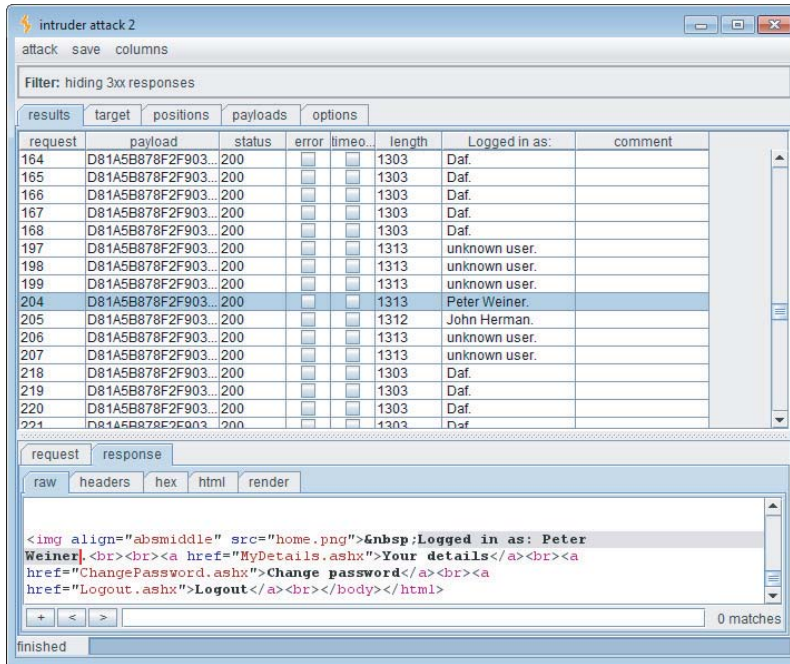 intruder attack 2
attack save columns
Filter: hiding 3xx responses
results target positions payloads options
request payload status error timeo... length Logged in as: comment
164 D81A5B878F2F903... 200 1303 Daf.
165 D81A5B878F2F903... 200 1303 Daf.
166 D81A5B878F2F903... 200 1303 Daf.
167 D81A5B878F2F903... 200 1303 Daf.
168 D81A5B878F2F903... 200 1303 Daf.
197 D81A5B878F2F903... 200 1313 unknown user.
198 D81A5B878F2F903... 200 1313 unknown user.
199 D81A5B878F2F903... 200 1313 unknown user.
204 D81A5B878F2F903... 200 1313 Peter Weiner.
205 D81A5B878F2F903... 200 1312 John Herman.
206 D81A5B878F2F903... 200 1313 unknown user.
207 D81A5B878F2F903... 200 1313 unknown user.
218 D81A5B878F2F903... 200 1303 Daf.
219 D81A5B878F2F903... 200 1303 Daf.
220 D81A5B878F2F903... 200 1303 Daf.
221 D81A5B878F2F903... 200 1303 Daf.
request response
raw headers hex html render
<img align="absmiddle" src="home.png">&nbsp;Logged in as: Peter
Weiner.<br><br><a href="MyDetails.ashx">Your details</a><br><a
href="ChangePassword.ashx">Change password</a><br><a
href="Logout.ashx">Logout</a><br></body></html>
+ < > 0 matches
finished